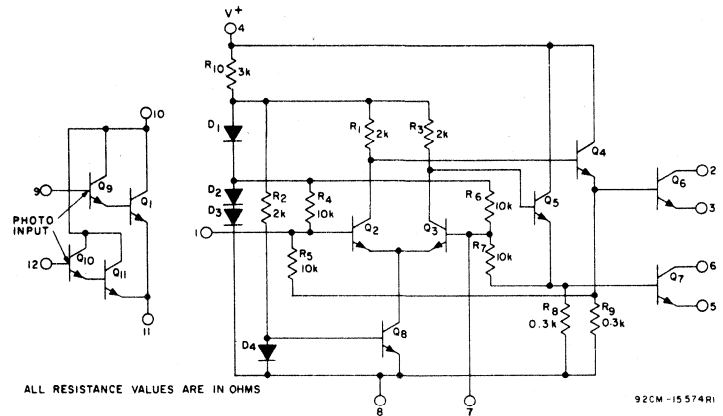 V+
4
R10
3k
10
D1
R1
2k
R3
2k
Q4
Q9
9
Q1
D2
D3
R2
2k
R4
10k
R6
10k
Q5
Q6
2
3
PHOTO
INPUT
1
Q2
Q3
R7
10k
12
Q10
Q11
R5
10k
6
Q7
5
R8
0.3k
R9
0.3k
Q8
D4
11
ALL RESISTANCE VALUES ARE IN OHMS
8
7
92CM-15574R1